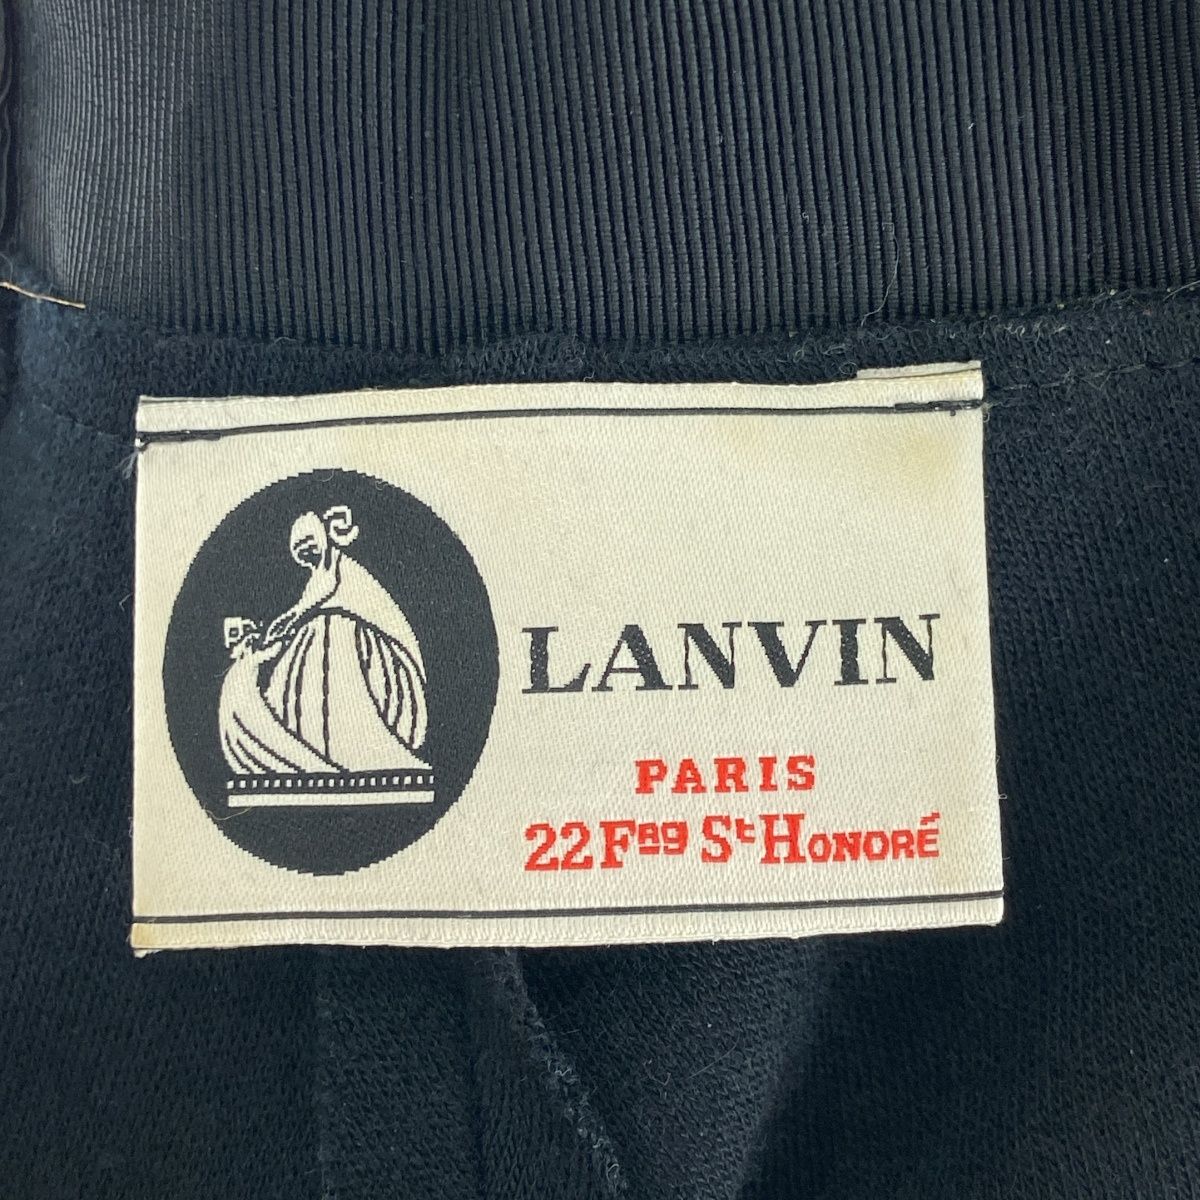 LANVIN
PARIS
22 Fbg St HONORÉ